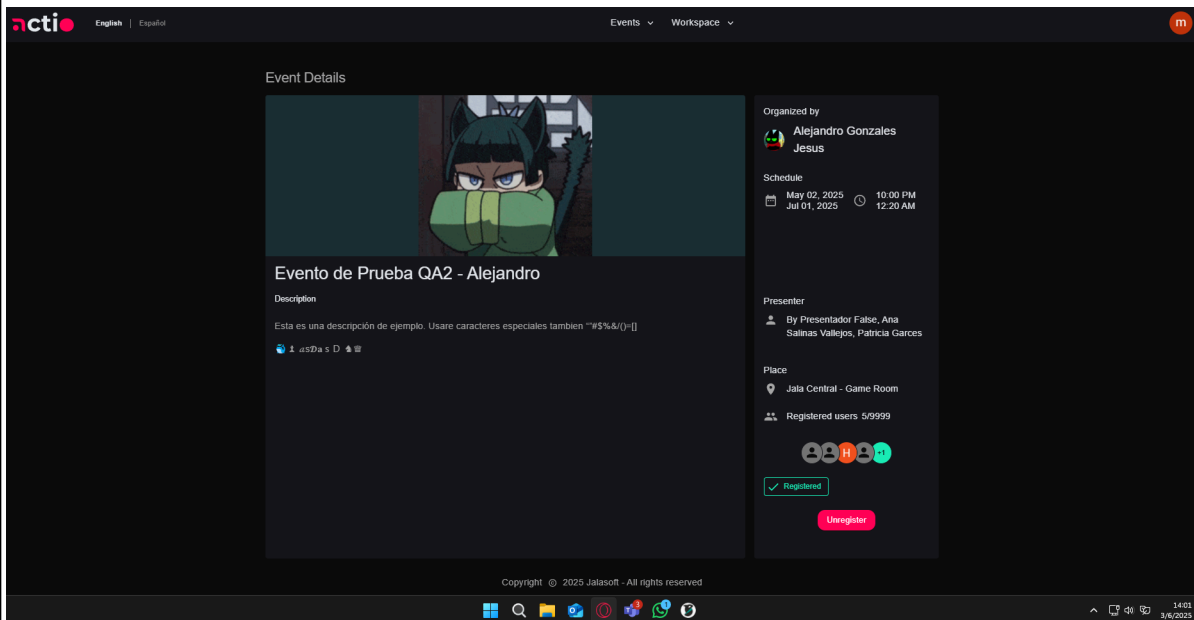 actio
English | Español
Events
Workspace
m
Event Details
Evento de Prueba QA2 - Alejandro
Description
Esta es una descripción de ejemplo. Usare caracteres especiales tambien “”#$%&/()=[]
𝔞s𝕯a s D
Organized by
Alejandro Gonzales
Jesus
Schedule
May 02, 2025 10:00 PM
Jul 01, 2025 12:20 AM
Presenter
By Presentador False, Ana
Salinas Vallejos, Patricia Garces
Place
Jala Central - Game Room
Registered users 5/9999
H +1
Registered
Unregister
Copyright © 2025 Jalasoft - All rights reserved
3 1
14:01
3/6/2025